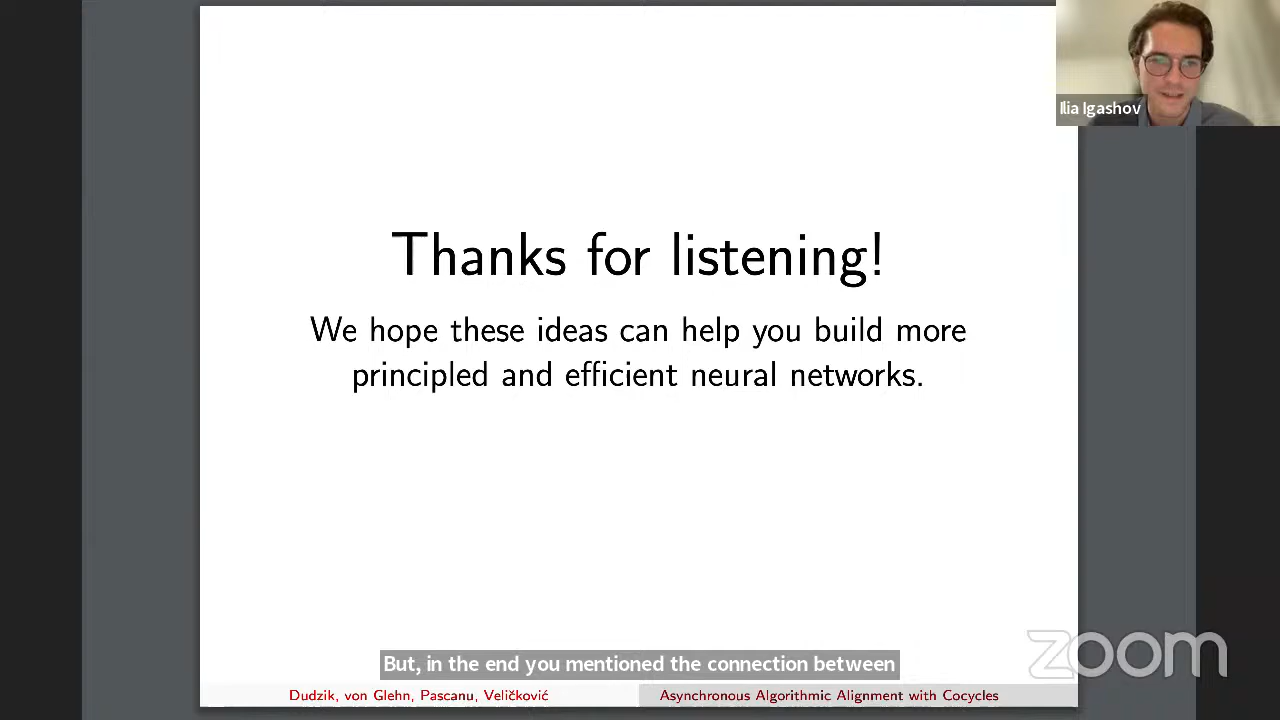 Ilia Igashov
Thanks for listening!
We hope these ideas can help you build more
principled and efficient neural networks.
zoom
But, in the end you mentioned the connection between
Dudzik, von Glehn, Pascanu, Veličković
Asynchronous Algorithmic Alignment with Cocycles